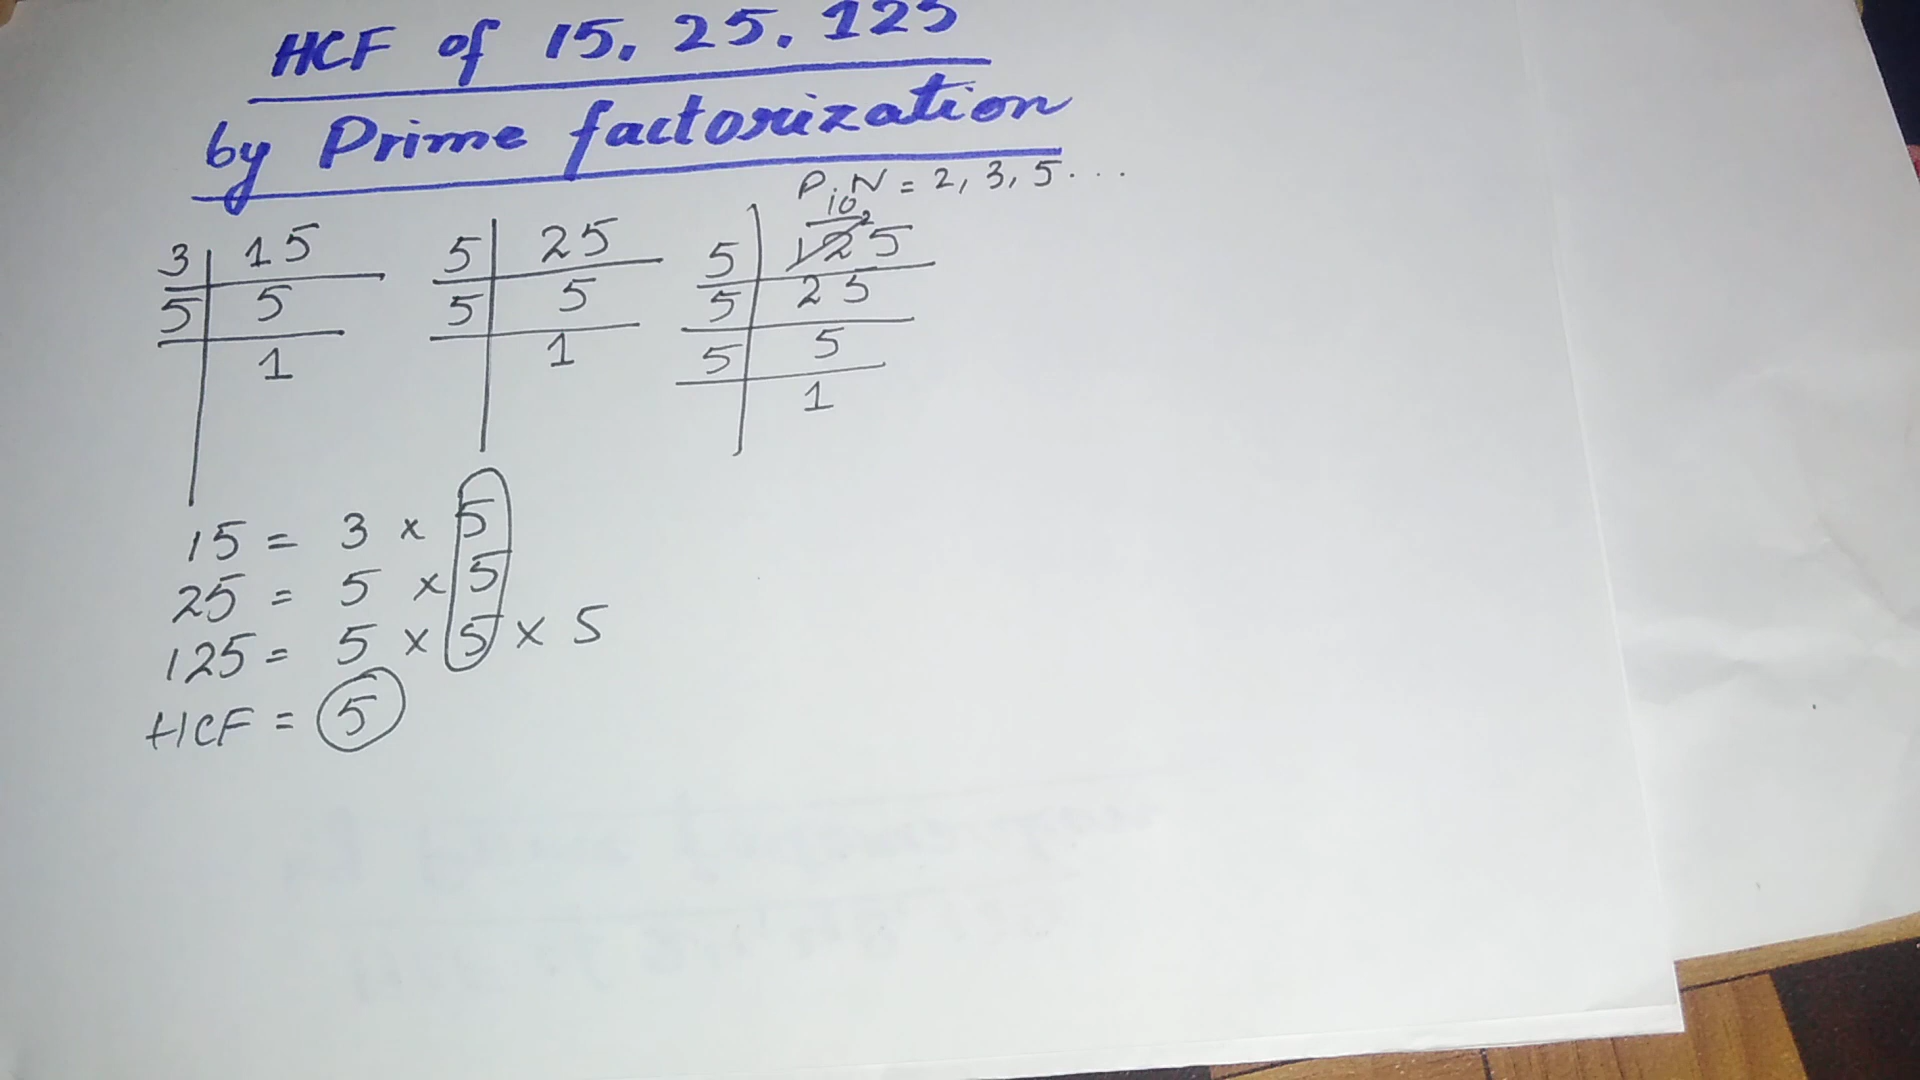 HCF of 15, 25, 125
by Prime factorization
P.N = 2, 3, 5...
3 | 15
5 | 5
1
5 | 25
5 | 5
1
10 2
5 | 125
5 | 25
5 | 5
1
15 = 3 × 5
25 = 5 × 5
125 = 5 × 5 × 5
HCF = 5